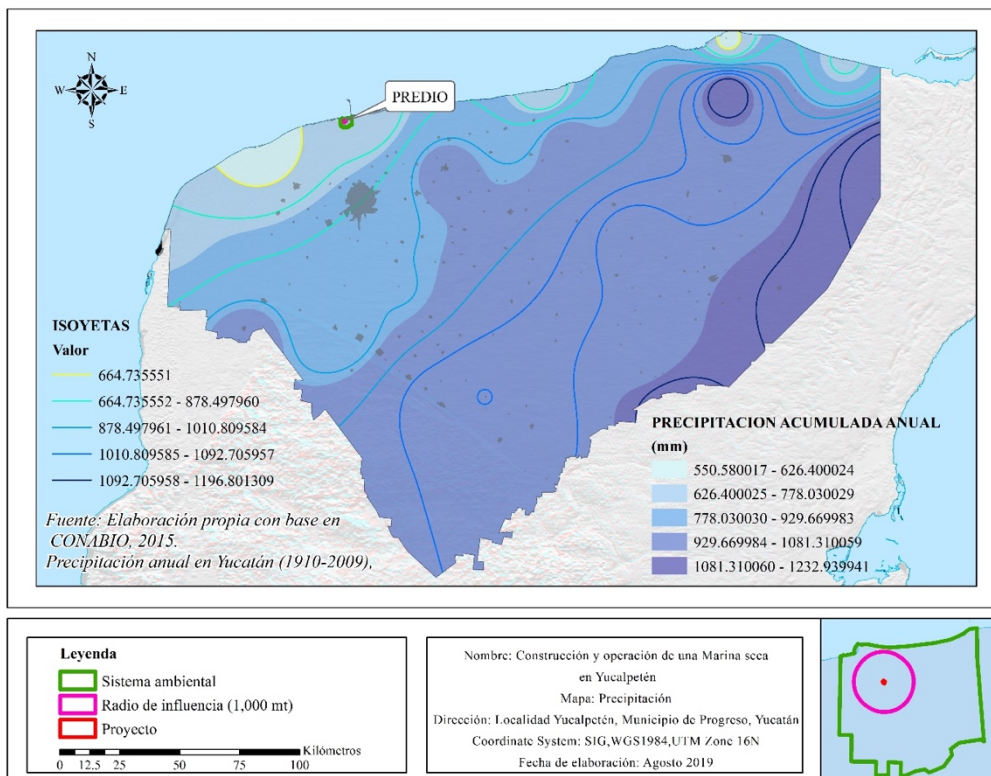 N
W E
S
PREDIO
ISOYETAS
Valor
664.735551
664.735552 - 878.497960
878.497961 - 1010.809584
1010.809585 - 1092.705957
1092.705958 - 1196.801309
Fuente: Elaboración propia con base en
CONABIO, 2015.
Precipitación anual en Yucatán (1910-2009),
PRECIPITACION ACUMULADA ANUAL
(mm)
550.580017 - 626.400024
626.400025 - 778.030029
778.030030 - 929.669983
929.669984 - 1081.310059
1081.310060 - 1232.939941
Leyenda
Sistema ambiental
Radio de influencia (1,000 mt)
Proyecto
Kilómetros
0 12.5 25 50 75 100
Nombre: Construcción y operación de una Marina seca
en Yucalpetén
Mapa: Precipitación
Dirección: Localidad Yucalpetén, Municipio de Progreso, Yucatán
Coordinate System: SIG,WGS1984,UTM Zone 16N
Fecha de elaboración: Agosto 2019